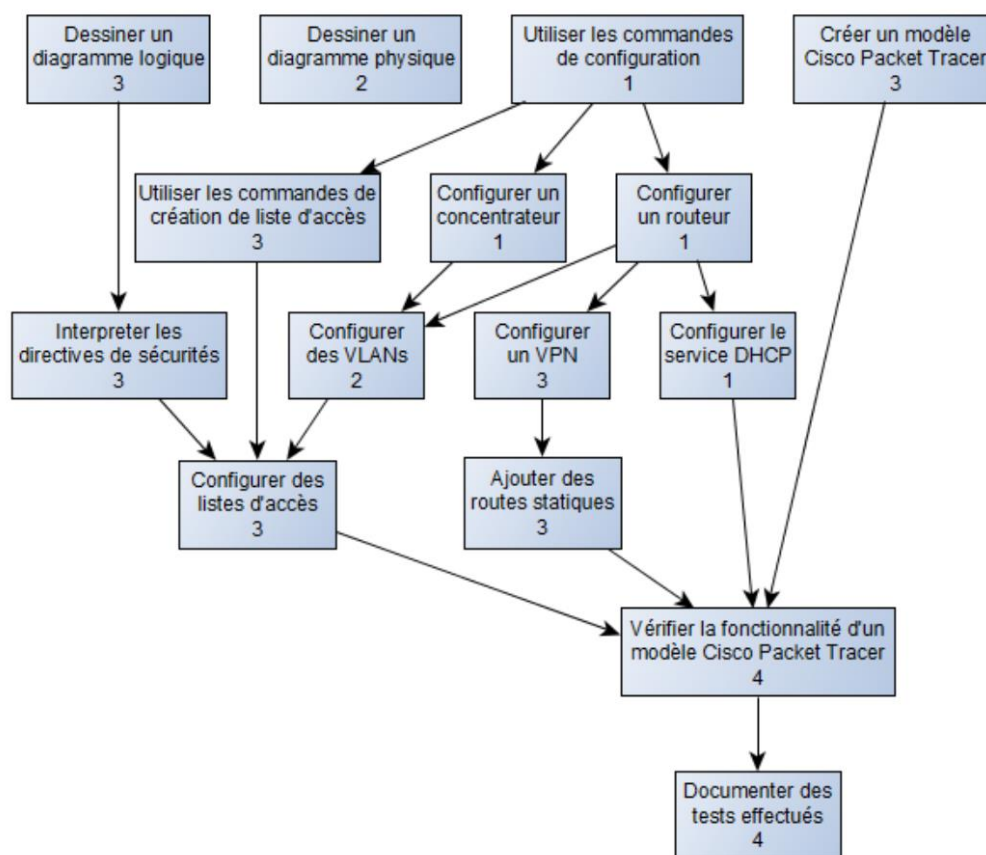 Dessiner un
diagramme logique
3
Dessiner un
diagramme physique
2
Utiliser les commandes
de configuration
1
Créer un modèle
Cisco Packet Tracer
3
Utiliser les commandes de
création de liste d'accès
3
Configurer un
concentrateur
1
Configurer
un routeur
1
Interpreter les
directives de sécurités
3
Configurer
des VLANs
2
Configurer
un VPN
3
Configurer le
service DHCP
1
Configurer des
listes d'accès
3
Ajouter des
routes statiques
3
Vérifier la fonctionnalité d'un
modèle Cisco Packet Tracer
4
Documenter des
tests effectués
4